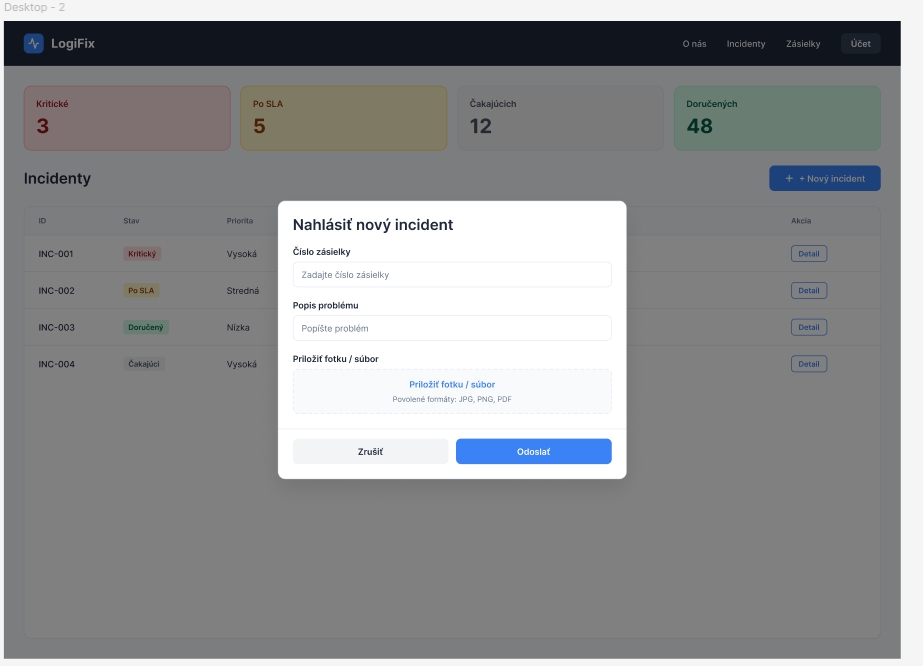 Desktop - 2
LogiFix
O nás Incidenty Zásielky Účet
Kritické Po SLA Čakajúcich Doručených
3 5 12 48
Incidenty
+ + Nový incident
ID Stav Priorita Akcia
INC-001 Kritický Vysoká Detail
INC-002 Po SLA Stredná Detail
INC-003 Doručený Nízka Detail
INC-004 Čakajúci Vysoká Detail
Nahlásiť nový incident
Číslo zásielky
Zadajte číslo zásielky
Popis problému
Popíšte problém
Priložiť fotku / súbor
Priložiť fotku / súbor
Povolené formáty: JPG, PNG, PDF
Zrušiť Odoslať